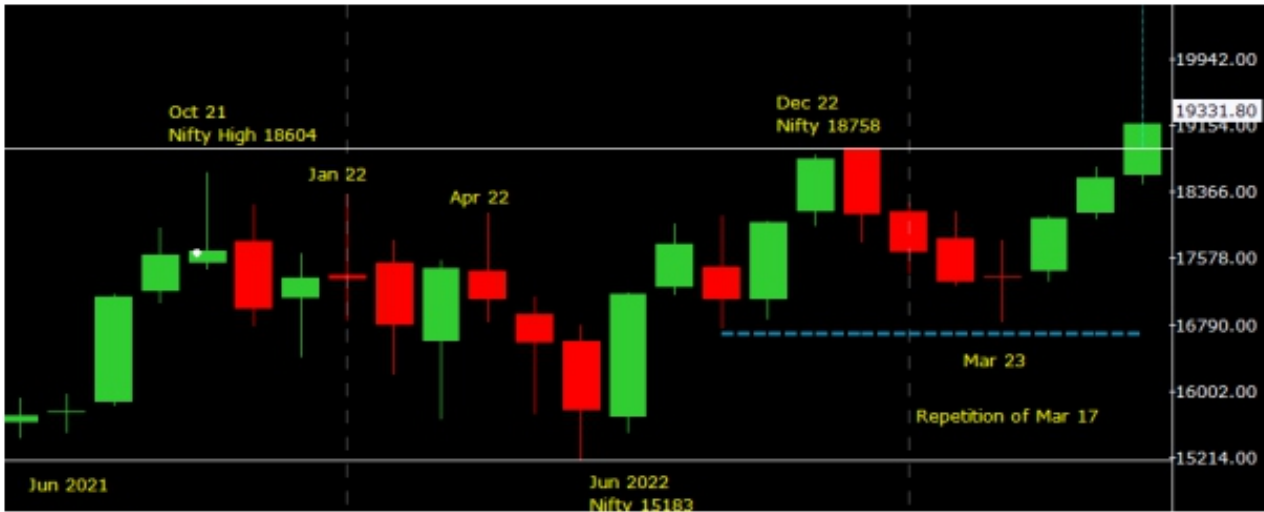 19942.00
Oct 21
Nifty High 18604
Dec 22
Nifty 18758
19331.80
19154.00
Jan 22
Apr 22
18366.00
17578.00
16790.00
Mar 23
16002.00
Repetition of Mar 17
15214.00
Jun 2021
Jun 2022
Nifty 15183